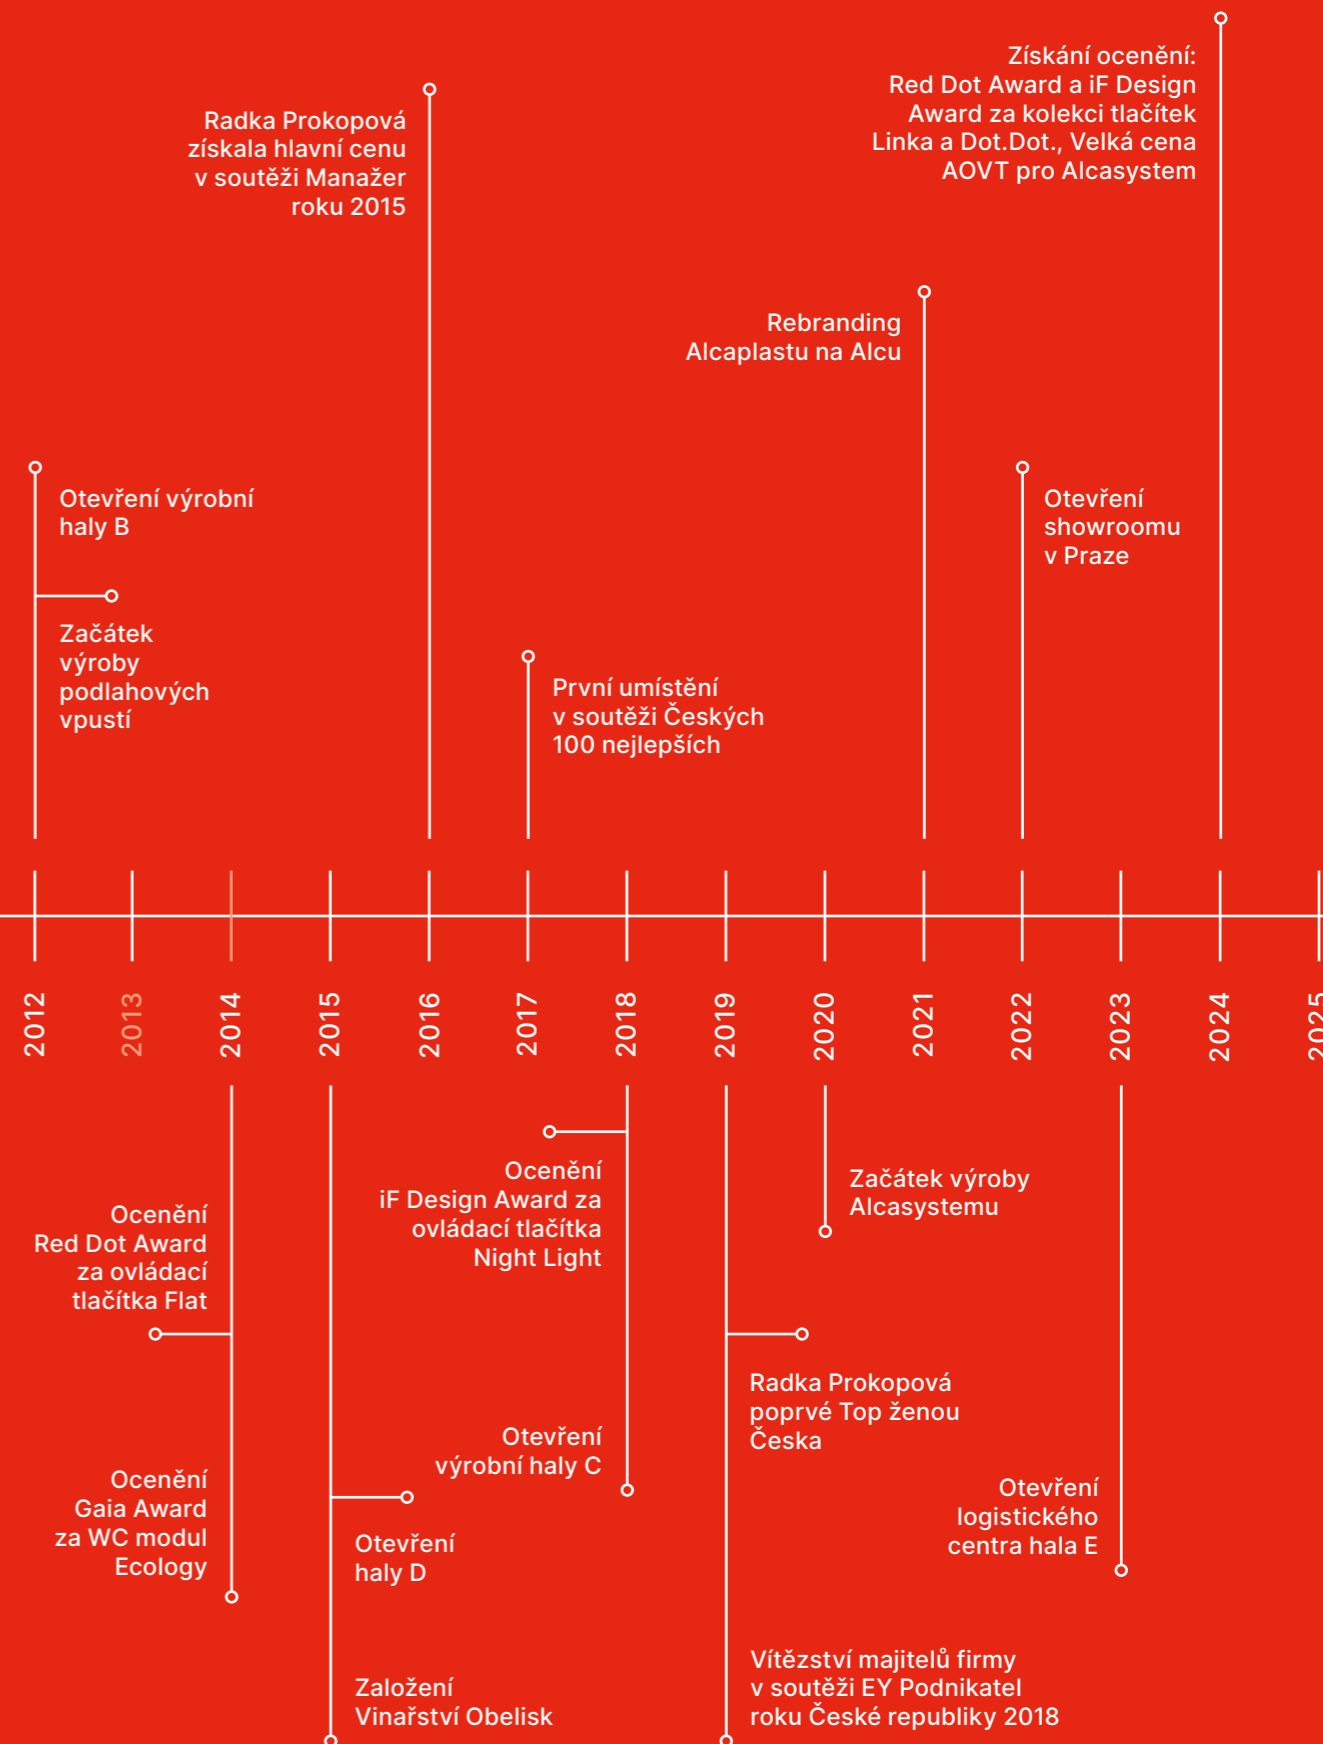 Získání ocenění:
Red Dot Award a iF Design
Award za kolekci tlačítek
Linka a Dot.Dot., Velká cena
AOVT pro Alcasystem
Radka Prokopová
získala hlavní cenu
v soutěži Manažer
roku 2015
Rebranding
Alcaplastu na Alcu
Otevření výrobní
haly B
Otevření
showroomu
v Praze
Začátek
výroby
podlahových
vpustí
První umístění
v soutěži Českých
100 nejlepších
2012
2013
2014
2015
2016
2017
2018
2019
2020
2021
2022
2023
2024
2025
Ocenění
Red Dot Award
za ovládací
tlačítka Flat
Ocenění
iF Design Award za
ovládací tlačítka
Night Light
Začátek výroby
Alcasystemu
Radka Prokopová
poprvé Top ženou
Česka
Ocenění
Gaia Award
za WC modul
Ecology
Otevření
výrobní haly C
Otevření
haly D
Otevření
logistického
centra hala E
Založení
Vinařství Obelisk
Vítězství majitelů firmy
v soutěži EY Podnikatel
roku České republiky 2018